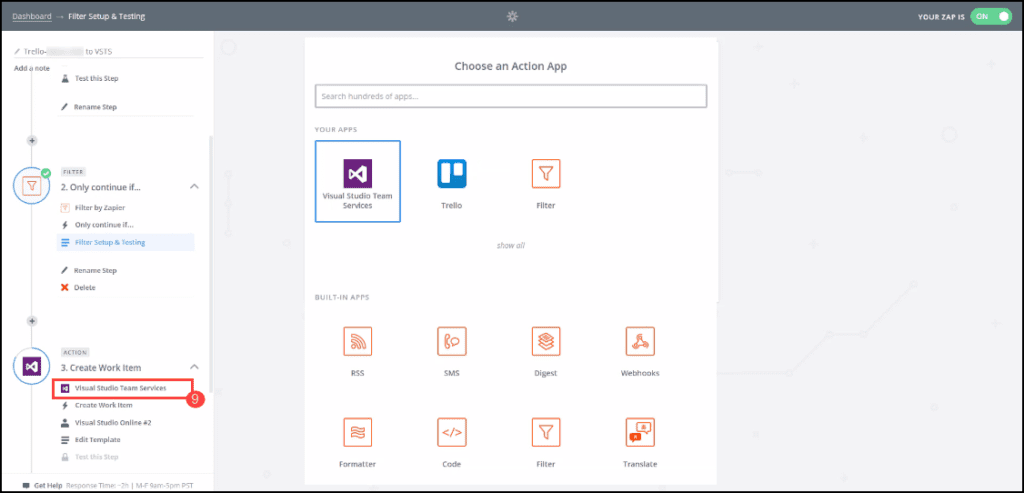 Dashboard → Filter Setup & Testing
YOUR ZAP IS ON
Trello- to VSTS
Add a note
Test this Step
Rename Step
FILTER
2. Only continue if...
Filter by Zapier
Only continue if...
Filter Setup & Testing
Rename Step
Delete
ACTION
3. Create Work Item
Visual Studio Team Services
9
Create Work Item
Visual Studio Online #2
Edit Template
Test this Step
Get Help Response Time: ~2h | M-F 9am-5pm PST
Choose an Action App
Search hundreds of apps...
YOUR APPS
Visual Studio Team
Services
Trello
Filter
show all
BUILT-IN APPS
RSS
SMS
Digest
Webhooks
Formatter
Code
Filter
Translate